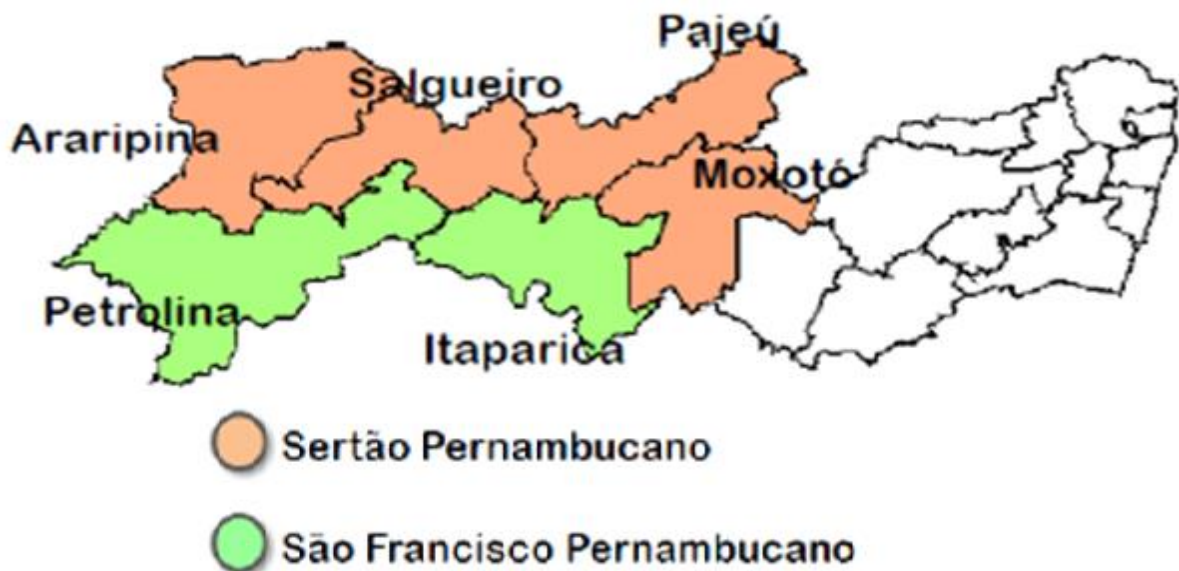 Pajeú
Salgueiro
Araripina
Moxotó
Petrolina
Itaparica
Sertão Pernambucano
São Francisco Pernambucano